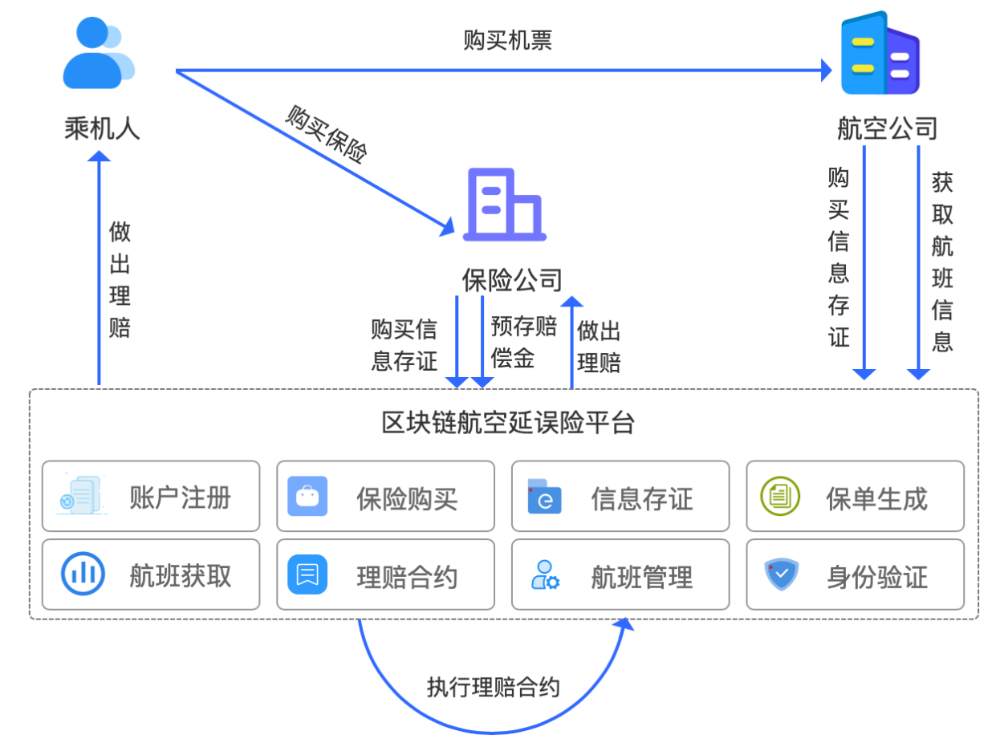 购买机票
乘机人
航空公司
购买保险
保险公司
做
出
理
赔
购买信
息存证
预存赔
偿金
做出
理赔
购
买
信
息
存
证
获
取
航
班
信
息
区块链航空延误险平台
账户注册
保险购买
信息存证
保单生成
航班获取
理赔合约
航班管理
身份验证
执行理赔合约